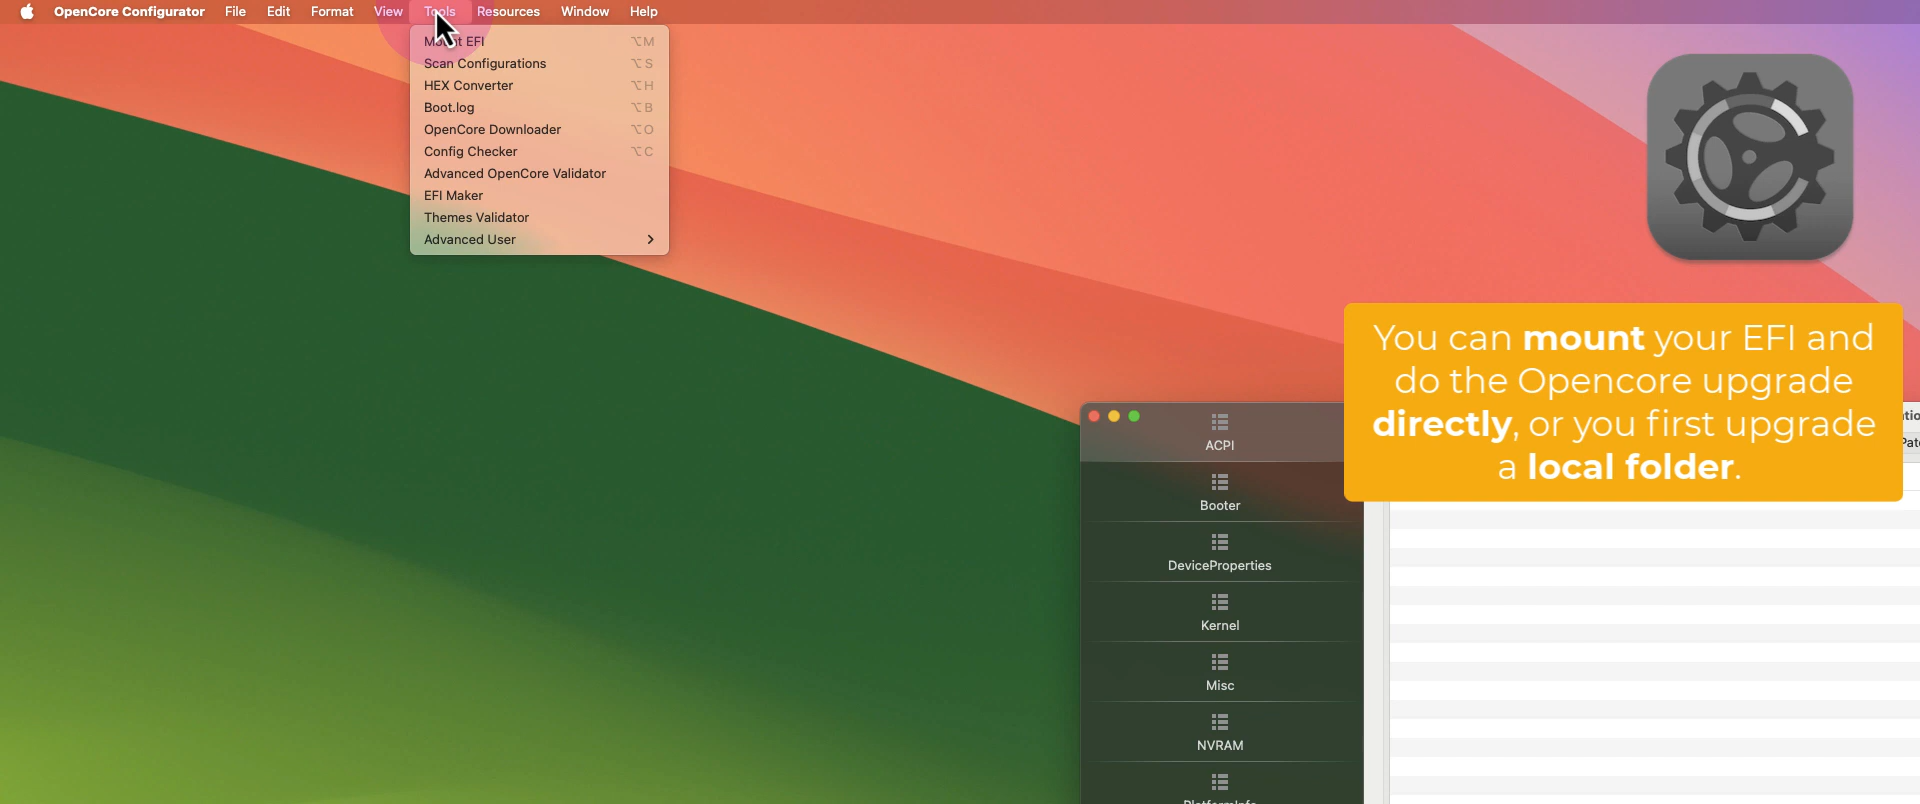 OpenCore Configurator File Edit Format View Tools Resources Window Help
Mount EFI ⌥M
Scan Configurations ⌥S
HEX Converter ⌥H
Boot.log ⌥B
OpenCore Downloader ⌥O
Config Checker ⌥C
Advanced OpenCore Validator
EFI Maker
Themes Validator
Advanced User
You can mount your EFI and
do the Opencore upgrade
directly, or you first upgrade
a local folder.
ACPI
Booter
DeviceProperties
Kernel
Misc
NVRAM